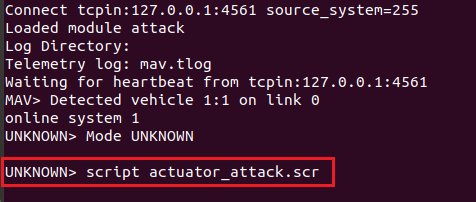 Connect tcpin:127.0.0.1:4561 source_system=255
Loaded module attack
Log Directory:
Telemetry log: mav.tlog
Waiting for heartbeat from tcpin:127.0.0.1:4561
MAV> Detected vehicle 1:1 on link 0
online system 1
UNKNOWN> Mode UNKNOWN
UNKNOWN> script actuator_attack.scr